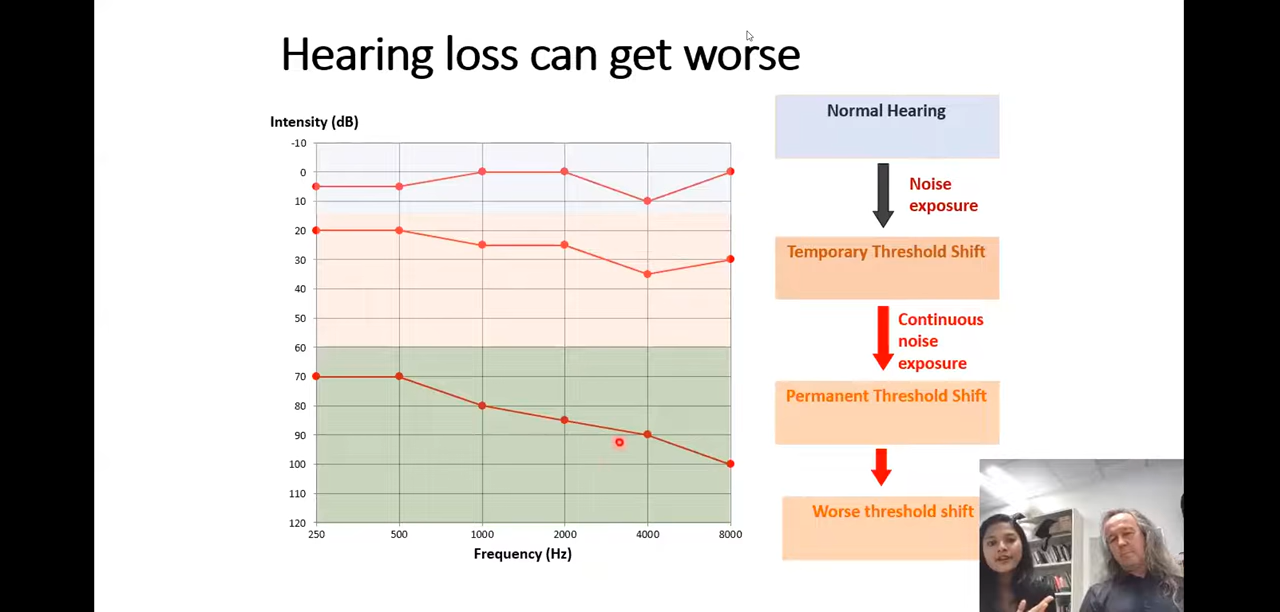 Hearing loss can get worse
Intensity (dB)
-10
0
10
20
30
40
50
60
70
80
90
100
110
120
250 500 1000 2000 4000 8000
Frequency (Hz)
Normal Hearing
Noise
exposure
Temporary Threshold Shift
Continuous
noise
exposure
Permanent Threshold Shift
Worse threshold shift